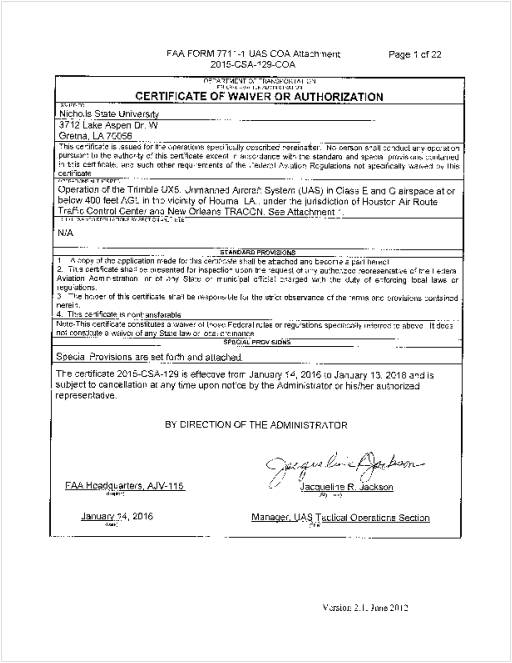 FAA FORM 7711-1 UAS COA Attachment Page 1 of 22
2015-CSA-129-COA
DEPARTMENT OF TRANSPORTATION
CERTIFICATE OF WAIVER OR AUTHORIZATION
ISSUED TO
Nicholls State University
3712 Lake Aspen Dr. W
Gretna, LA 70056
This certificate is issued for the operations specifically described hereinafter. No person shall conduct any operation
pursuant to the authority of this certificate except in accordance with the standard and special provisions contained
in this certificate, and such other requirements of the Federal Aviation Regulations not specifically waived by this
certificate
Operation of the Trimble UX5, Unmanned Aircraft System (UAS) in Class E and G airspace at or
below 400 feet AGL in the vicinity of Houma, LA., under the jurisdiction of Houston Air Route
Traffic Control Center and New Orleans TRACON. See Attachment 1.
N/A
STANDARD PROVISIONS
1. A copy of the application made for this certificate shall be attached and become a part hereof.
2. This certificate shall be presented for inspection upon the request of any authorized representative of the Federal
Aviation Administration, or of any State or municipal official charged with the duty of enforcing local laws or
regulations.
3. The holder of this certificate shall be responsible for the strict observance of the terms and provisions contained
herein.
4. This certificate is nontransferable
Note-This certificate constitutes a waiver of those Federal rules or regulations specifically referred to above. It does
not constitute a waiver of any State law or local ordinance.
SPECIAL PROVISIONS
Special Provisions are set forth and attached.
The certificate 2015-CSA-129 is effective from January 14, 2016 to January 13, 2018 and is
subject to cancellation at any time upon notice by the Administrator or his/her authorized
representative.
BY DIRECTION OF THE ADMINISTRATOR
Jacqueline R Jackson
FAA Headquarters, AJV-115 Jacqueline R. Jackson
(Region) (Signature)
January 14, 2016 Manager, UAS Tactical Operations Section
(Date) (Title)
Version 2.1, June 2012